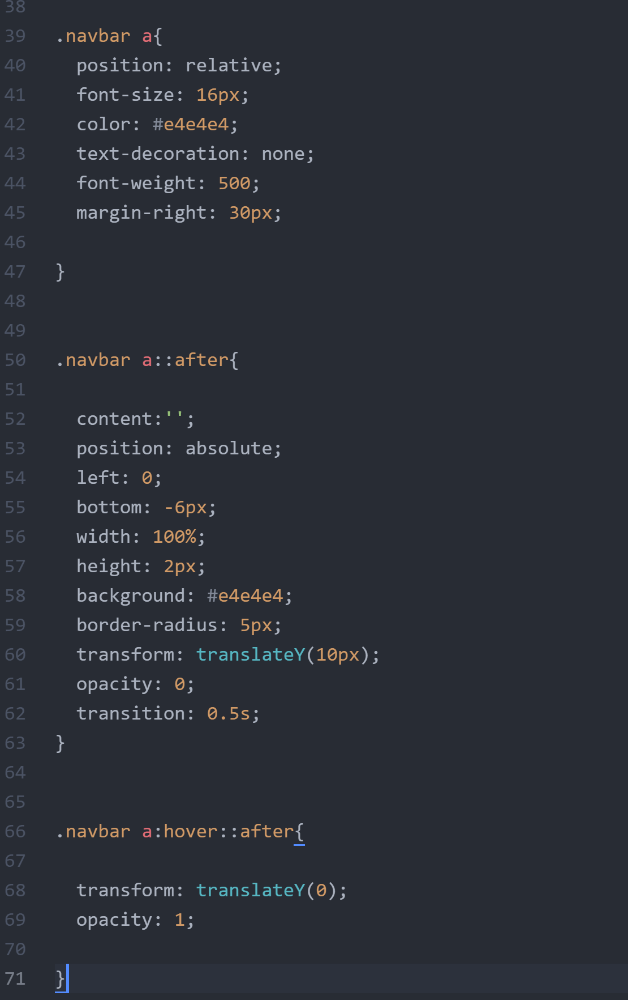 38
39 .navbar a{
40 position: relative;
41 font-size: 16px;
42 color: #e4e4e4;
43 text-decoration: none;
44 font-weight: 500;
45 margin-right: 30px;
46
47 }
48
49
50 .navbar a::after{
51
52 content:'';
53 position: absolute;
54 left: 0;
55 bottom: -6px;
56 width: 100%;
57 height: 2px;
58 background: #e4e4e4;
59 border-radius: 5px;
60 transform: translateY(10px);
61 opacity: 0;
62 transition: 0.5s;
63 }
64
65
66 .navbar a:hover::after{
67
68 transform: translateY(0);
69 opacity: 1;
70
71 }